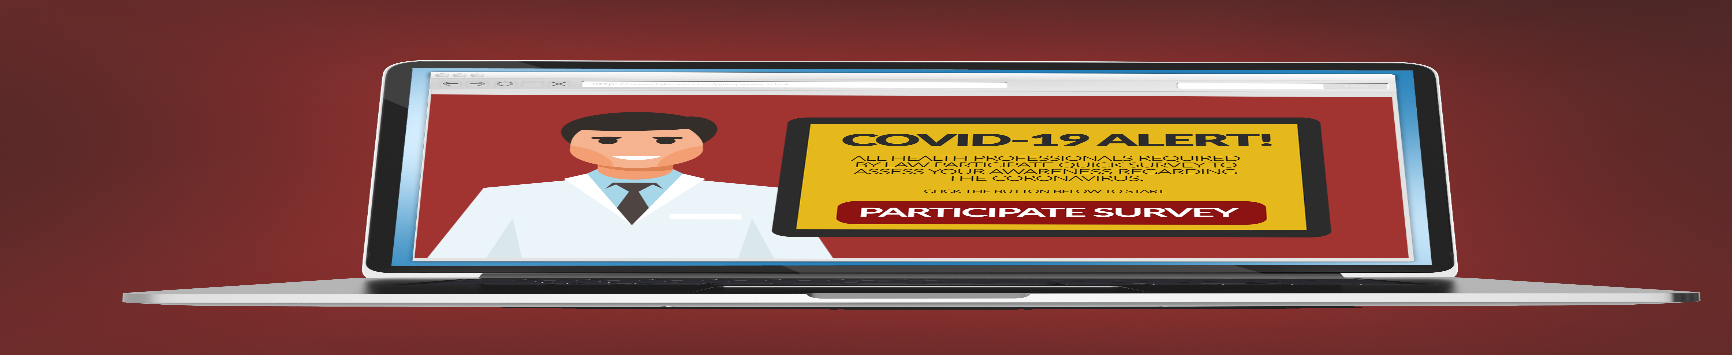 COVID-19 ALERT!
ALL HEALTH PROFESSIONALS REQUIRED
BY LAW PARTICIPATE QUICK SURVEY TO
ASSESS YOUR AWARENESS REGARDING
THE CORONAVIRUS.
CLICK THE BUTTON BELOW TO START
PARTICIPATE SURVEY